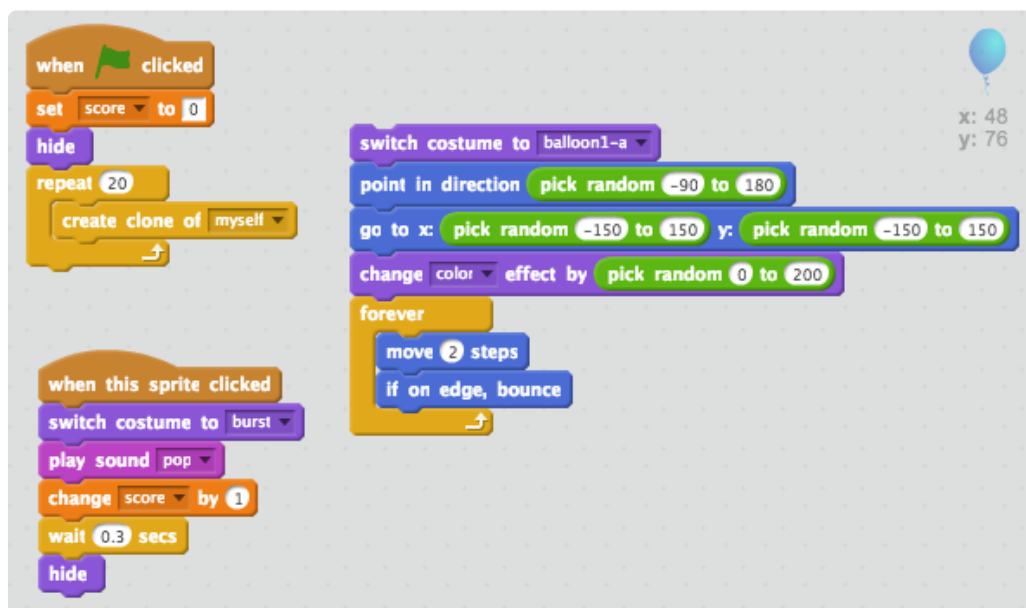 when clicked
set score to 0
hide
repeat 20
create clone of myself
when this sprite clicked
switch costume to burst
play sound pop
change score by 1
wait 0.3 secs
hide
switch costume to balloon1-a
point in direction pick random -90 to 180
go to x: pick random -150 to 150 y: pick random -150 to 150
change color effect by pick random 0 to 200
forever
move 2 steps
if on edge, bounce
x: 48
y: 76